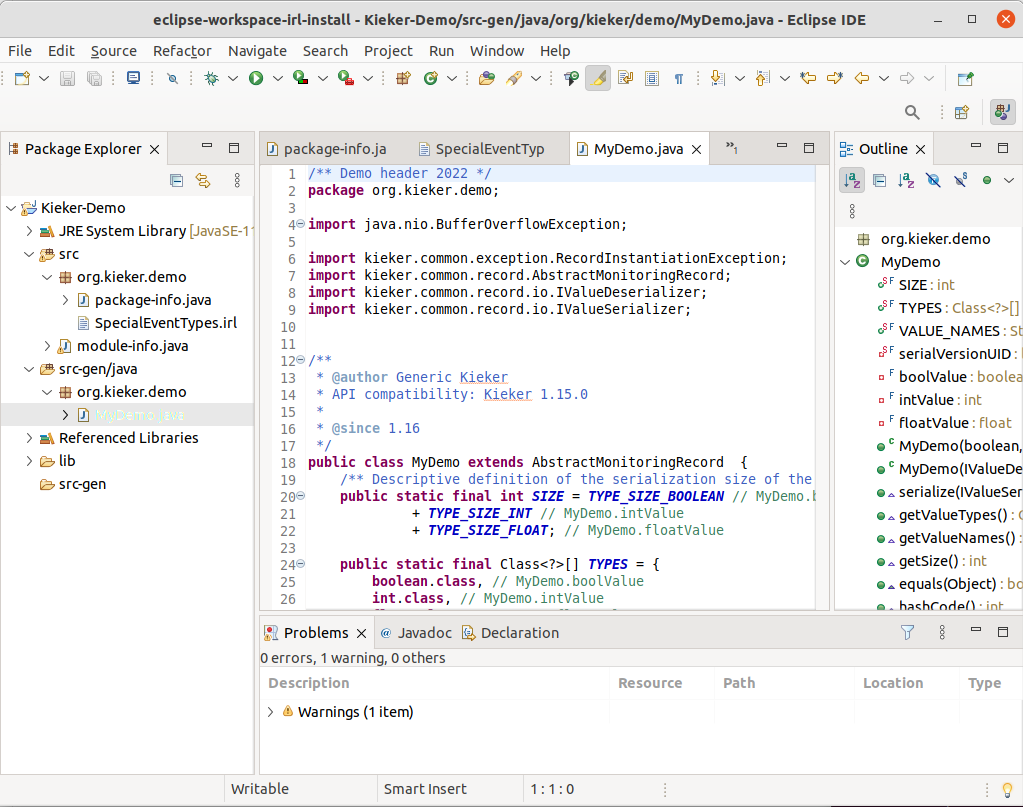 eclipse-workspace-irl-install - Kieker-Demo/src-gen/java/org/kieker/demo/MyDemo.java - Eclipse IDE
File Edit Source Refactor Navigate Search Project Run Window Help
Package Explorer
Kieker-Demo
JRE System Library [JavaSE-11
src
org.kieker.demo
package-info.java
SpecialEventTypes.irl
module-info.java
src-gen/java
org.kieker.demo
MyDemo.java
Referenced Libraries
lib
src-gen
package-info.ja SpecialEventTyp MyDemo.java »1
1 /** Demo header 2022 */
2 package org.kieker.demo;
3
4 import java.nio.BufferOverflowException;
5
6 import kieker.common.exception.RecordInstantiationException;
7 import kieker.common.record.AbstractMonitoringRecord;
8 import kieker.common.record.io.IValueDeserializer;
9 import kieker.common.record.io.IValueSerializer;
10
11
12 /**
13 * @author Generic Kieker
14 * API compatibility: Kieker 1.15.0
15 *
16 * @since 1.16
17 */
18 public class MyDemo extends AbstractMonitoringRecord {
19 /** Descriptive definition of the serialization size of the
20 public static final int SIZE = TYPE_SIZE_BOOLEAN // MyDemo.b
21 + TYPE_SIZE_INT // MyDemo.intValue
22 + TYPE_SIZE_FLOAT; // MyDemo.floatValue
23
24 public static final Class<?>[] TYPES = {
25 boolean.class, // MyDemo.boolValue
26 int.class, // MyDemo.intValue
Outline
org.kieker.demo
MyDemo
SIZE : int
TYPES : Class<?>[]
VALUE_NAMES : St
serialVersionUID :
boolValue : boolea
intValue : int
floatValue : float
MyDemo(boolean,
MyDemo(IValueDe
serialize(IValueSer
getValueTypes() :
getValueNames() :
getSize() : int
equals(Object) : bo
hashCode() : int
Problems Javadoc Declaration
0 errors, 1 warning, 0 others
Description Resource Path Location Type
Warnings (1 item)
Writable Smart Insert 1 : 1 : 0